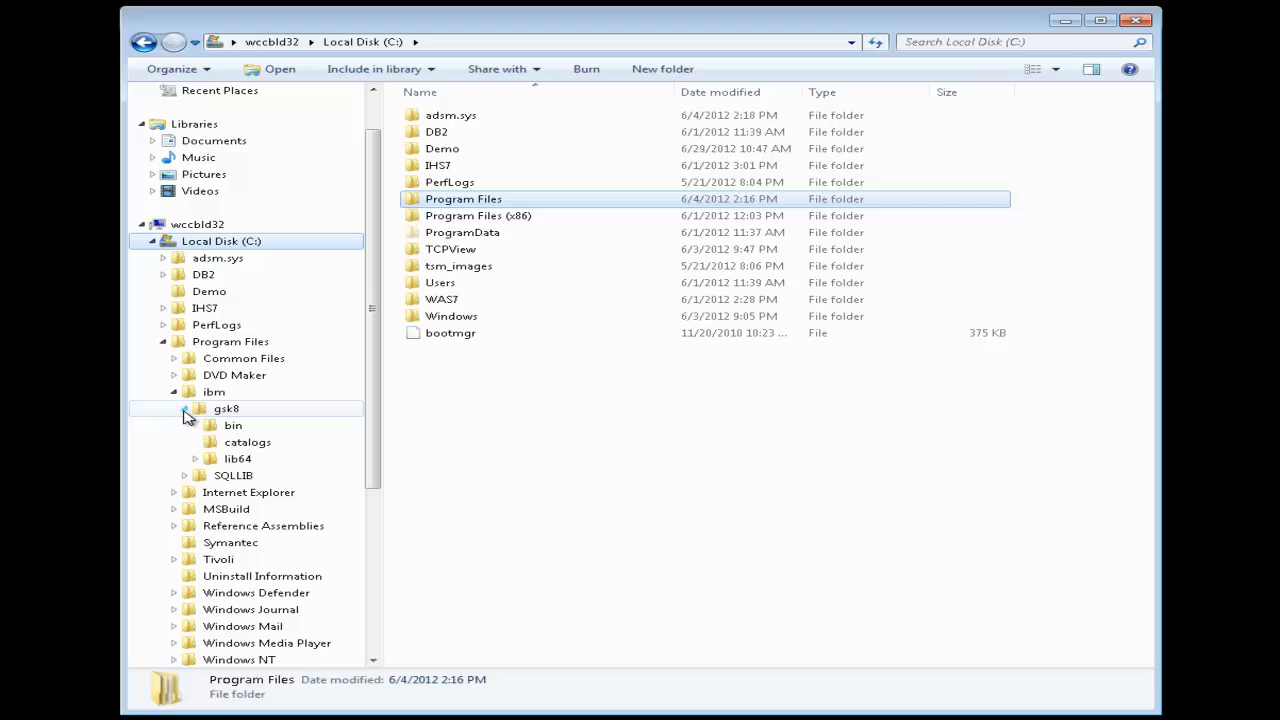 wccbld32 Local Disk (C:) Search Local Disk (C:)
Organize Open Include in library Share with Burn New folder
Recent Places
Libraries
Documents
Music
Pictures
Videos
wccbld32
Local Disk (C:)
adsm.sys
DB2
Demo
IHS7
PerfLogs
Program Files
Common Files
DVD Maker
ibm
gsk8
bin
catalogs
lib64
SQLLIB
Internet Explorer
MSBuild
Reference Assemblies
Symantec
Tivoli
Uninstall Information
Windows Defender
Windows Journal
Windows Mail
Windows Media Player
Windows NT
Name Date modified Type Size
adsm.sys 6/4/2012 2:18 PM File folder
DB2 6/1/2012 11:39 AM File folder
Demo 6/29/2012 10:47 AM File folder
IHS7 6/1/2012 3:01 PM File folder
PerfLogs 5/21/2012 8:04 PM File folder
Program Files 6/4/2012 2:16 PM File folder
Program Files (x86) 6/1/2012 12:03 PM File folder
ProgramData 6/1/2012 11:37 AM File folder
TCPView 6/3/2012 9:47 PM File folder
tsm_images 5/21/2012 8:06 PM File folder
Users 6/1/2012 11:39 AM File folder
WAS7 6/1/2012 2:28 PM File folder
Windows 6/3/2012 9:05 PM File folder
bootmgr 11/20/2010 10:23 ... File 375 KB
Program Files Date modified: 6/4/2012 2:16 PM
File folder